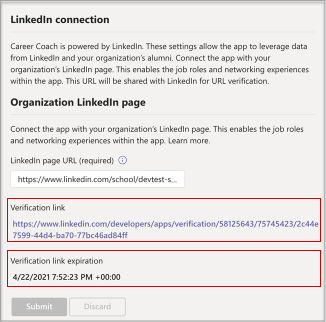 LinkedIn connection
Career Coach is powered by LinkedIn. These settings allow the app to leverage data
from LinkedIn and your organization's alumni. Connect the app with your
organization's LinkedIn page. This enables the job roles and networking experiences
within the app. This URL will be shared with LinkedIn for URL verification.
Organization LinkedIn page
Connect the app with your organization's LinkedIn page. This enables the job roles
and networking experiences within the app. Learn more.
LinkedIn page URL (required)
https://www.linkedin.com/school/devtest-s...
Verification link
https://www.linkedin.com/developers/apps/verification/58125643/75745423/2c44e
7599-44d4-ba70-77bc46ad84ff
Verification link expiration
4/22/2021 7:52:23 PM +00:00
Submit
Discard